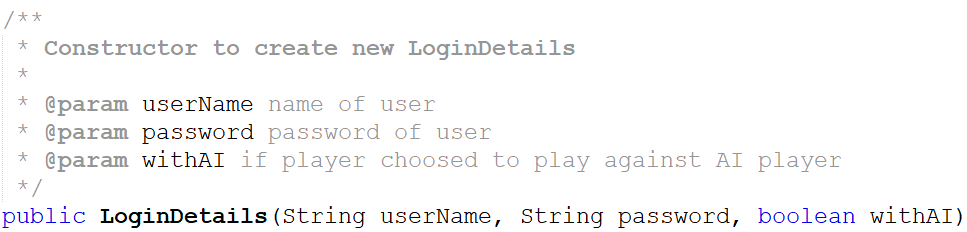 /**
 * Constructor to create new LoginDetails
 *
 * @param userName name of user
 * @param password password of user
 * @param withAI if player choosed to play against AI player
 */
public LoginDetails(String userName, String password, boolean withAI)